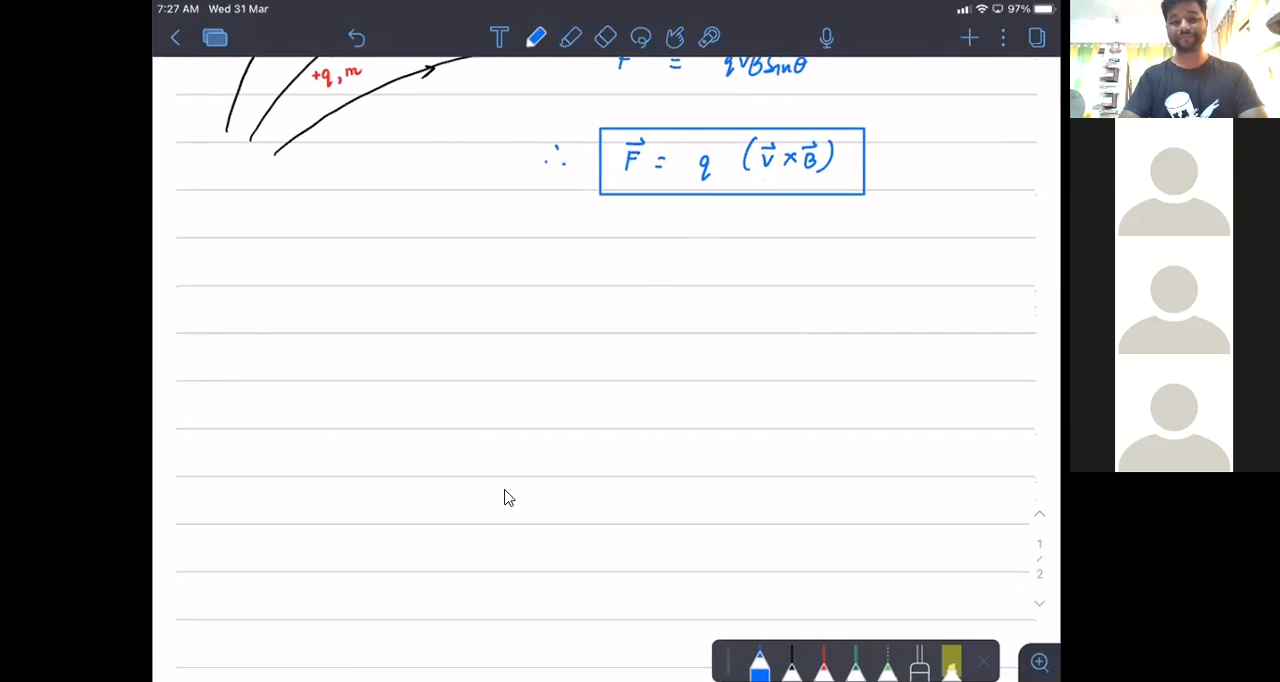 7:27 AM Wed 31 Mar
97%
T
F = qvBsinθ
+q, m
∴ F⃗ = q (v⃗ × B⃗)
1
/
2